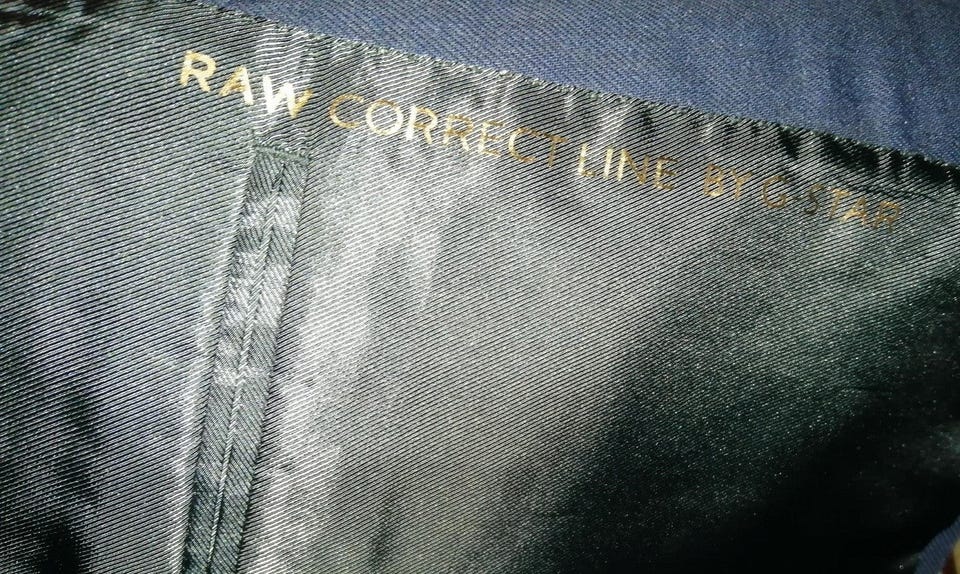 RAW CORRECT LINE BY G-STAR